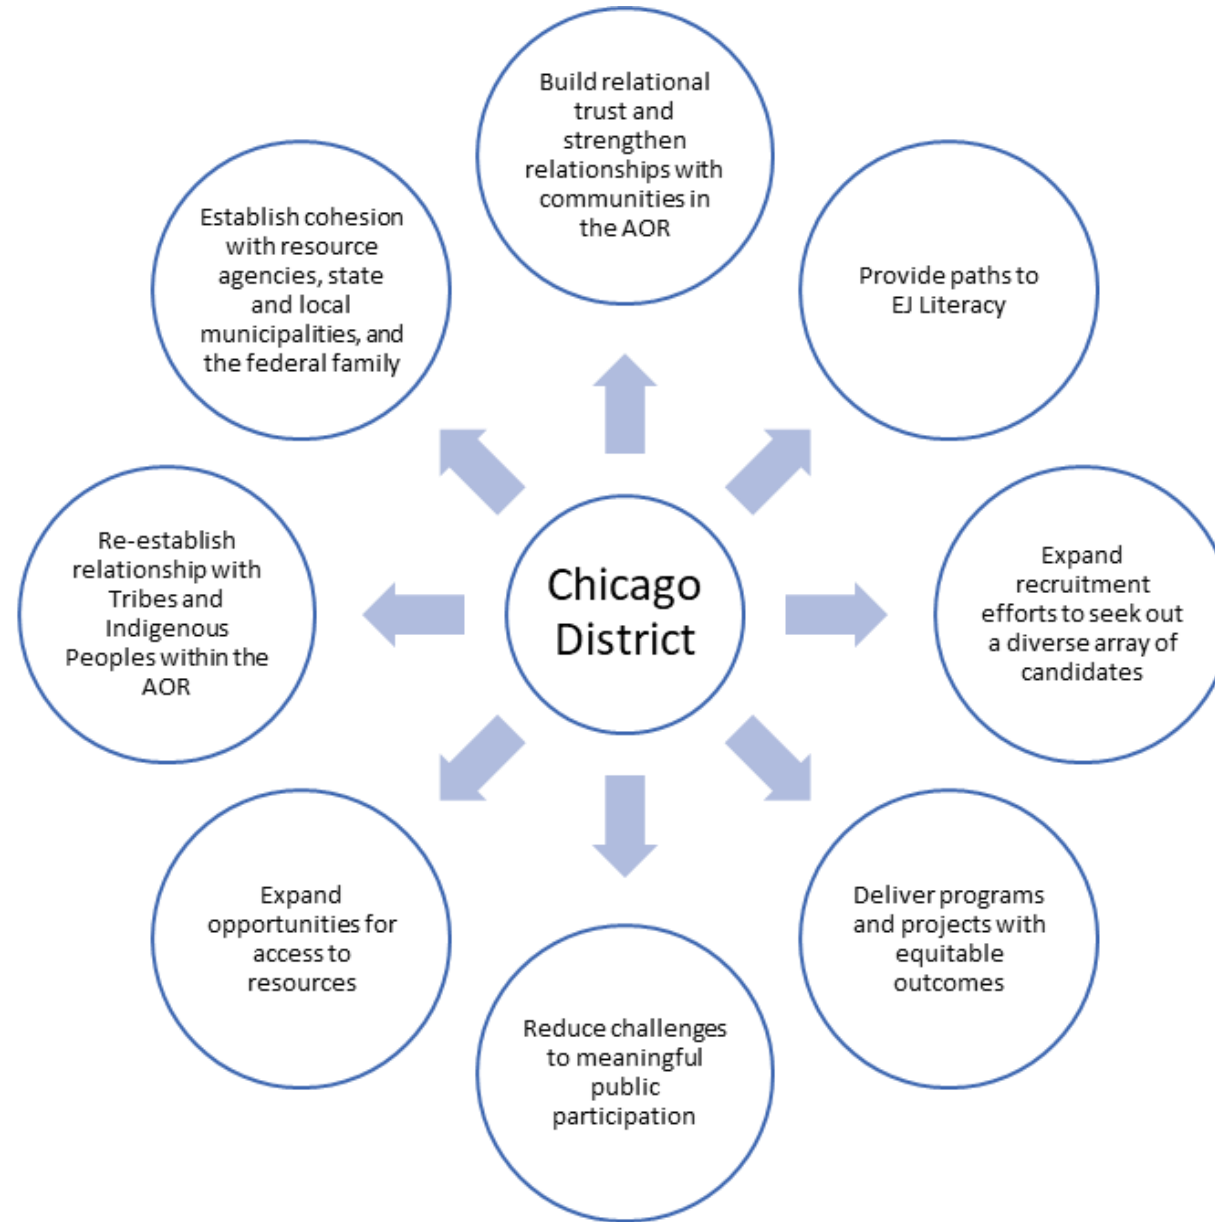 Build relational
trust and
strengthen
relationships with
communities in
the AOR
Provide paths to
EJ Literacy
Expand
recruitment
efforts to seek out
a diverse array of
candidates
Deliver programs
and projects with
equitable
outcomes
Reduce challenges
to meaningful
public
participation
Expand
opportunities for
access to
resources
Re-establish
relationship with
Tribes and
Indigenous
Peoples within the
AOR
Establish cohesion
with resource
agencies, state
and local
municipalities, and
the federal family
Chicago
District